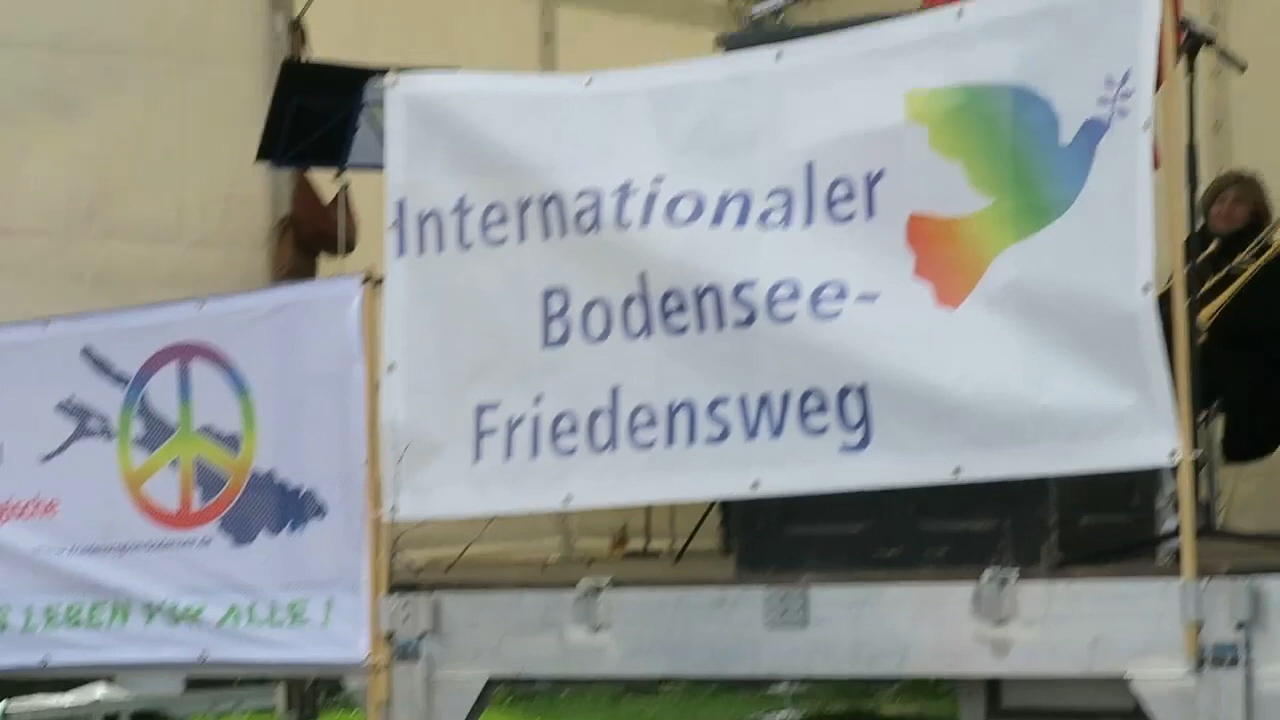 Internationaler
Bodensee-
Friedensweg
LEBEN FÜR ALLE !